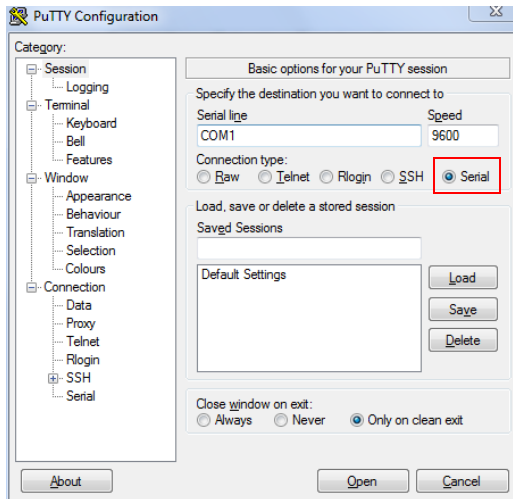 PuTTY Configuration
Category:
Session
Logging
Terminal
Keyboard
Bell
Features
Window
Appearance
Behaviour
Translation
Selection
Colours
Connection
Data
Proxy
Telnet
Rlogin
SSH
Serial
Basic options for your PuTTY session
Specify the destination you want to connect to
Serial line Speed
COM1 9600
Connection type:
Raw Telnet Rlogin SSH Serial
Load, save or delete a stored session
Saved Sessions
Default Settings
Load
Save
Delete
Close window on exit:
Always Never Only on clean exit
About Open Cancel